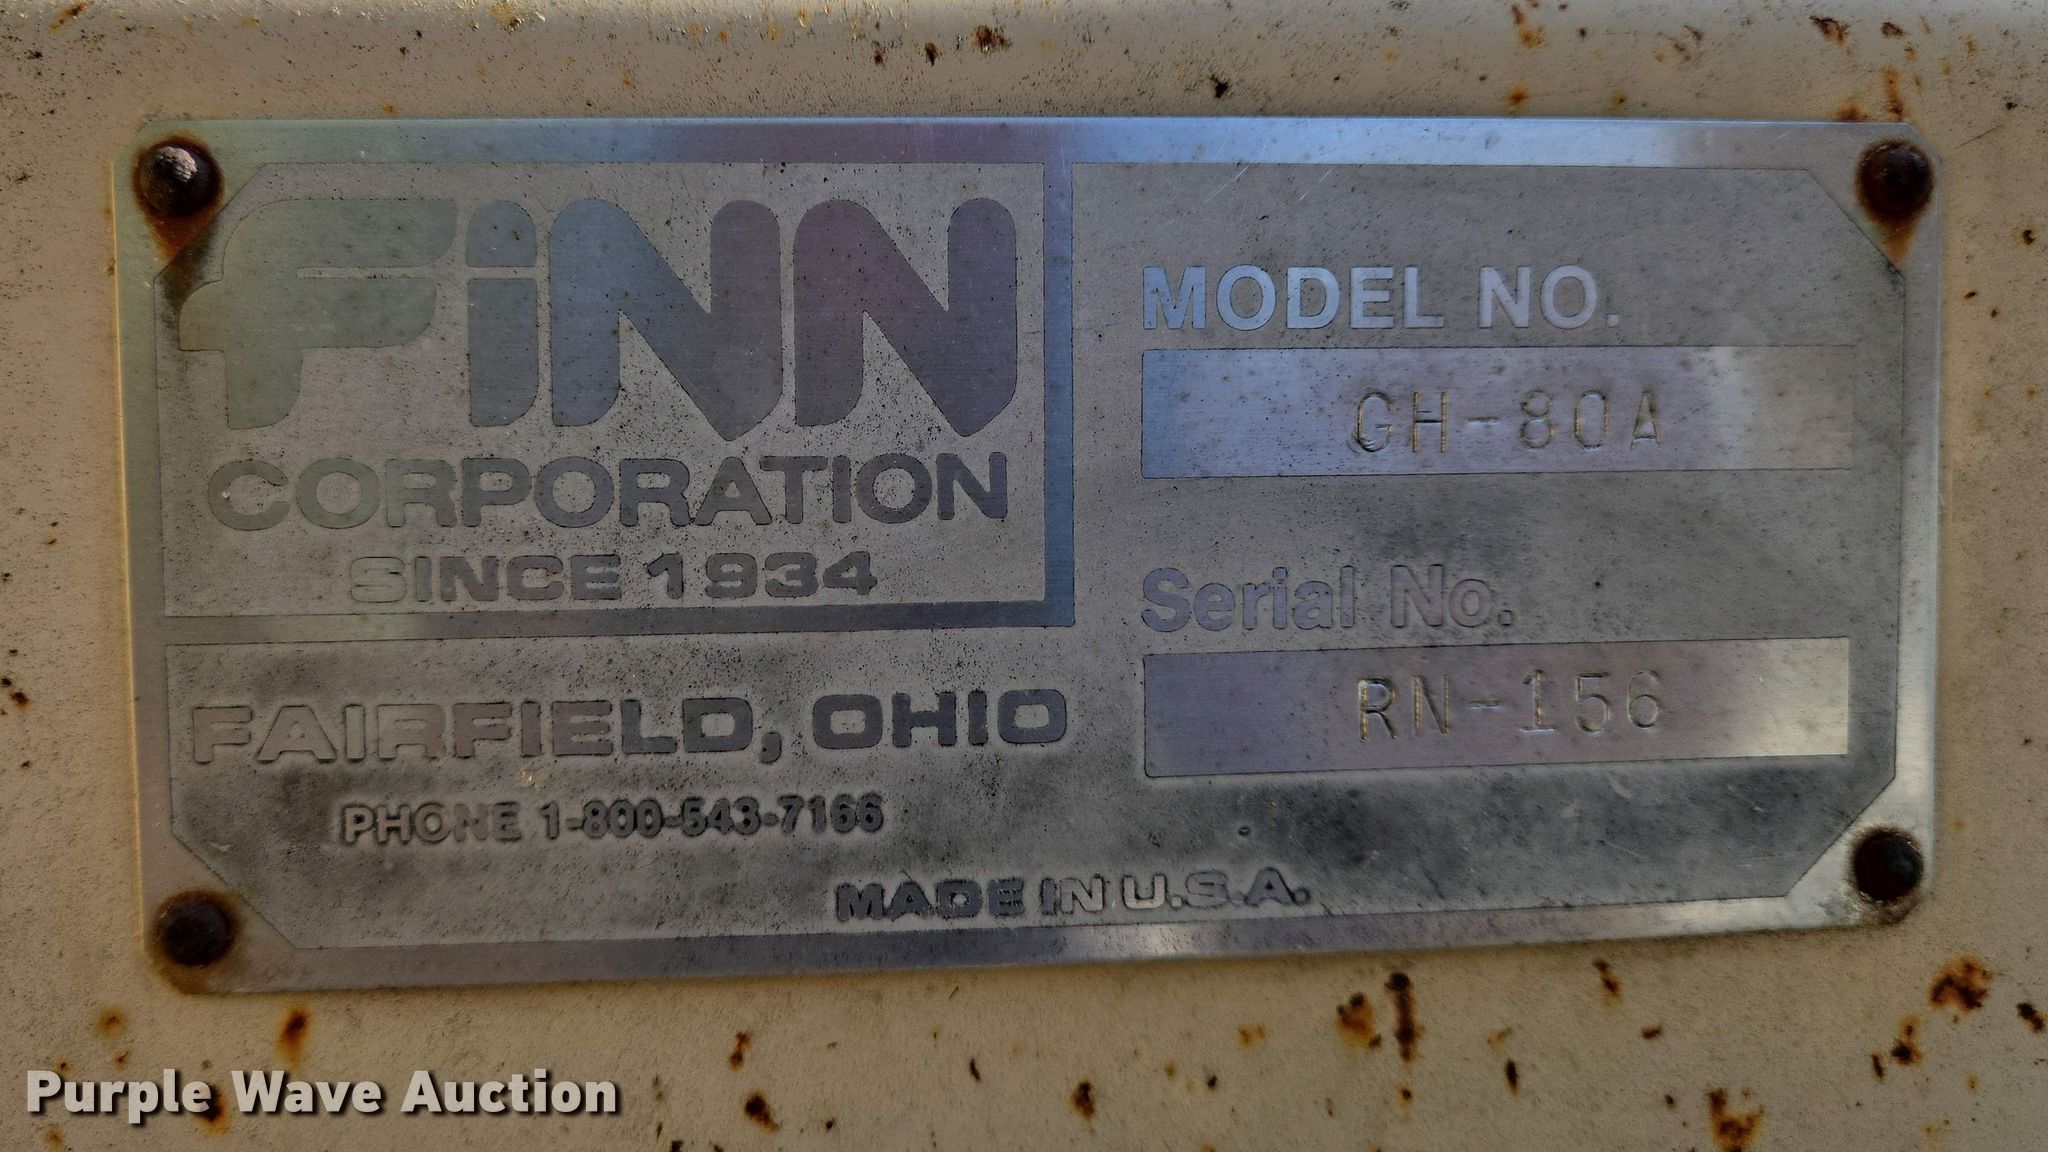 FiNN
CORPORATION
SINCE 1934
FAIRFIELD, OHIO
PHONE 1-800-543-7166
MODEL NO.
GH-80A
Serial No.
RN-156
MADE IN U.S.A.
Purple Wave Auction